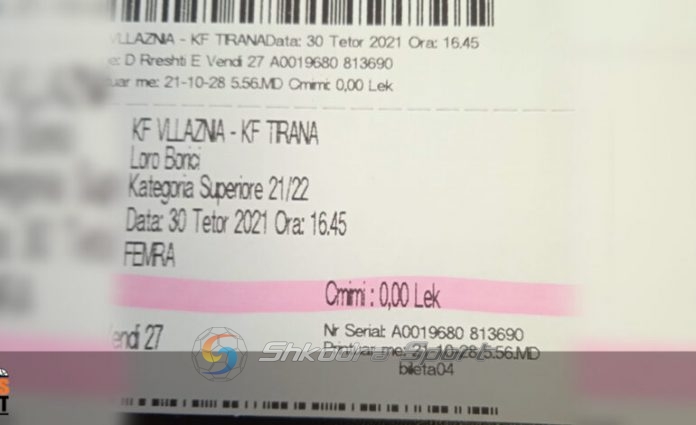 VLLAZNIA - KF TIRANAData: 30 Tetor 2021 Ora: 16.45
D Rreshti E Vendi 27 A0019680 813690
me: 21-10-28 5.56.MD Cmimi: 0,00 Lek
KF VLLAZNIA - KF TIRANA
Loro Borici
Kategoria Superiore 21/22
Data: 30 Tetor 2021 Ora: 16.45
FEMRA
Cmimi : 0,00 Lek
Vendi 27
Nr Serial: A0019680 813690
Shkodra Sport
Printuar me: 21-10-28 5.56.MD
bileta04